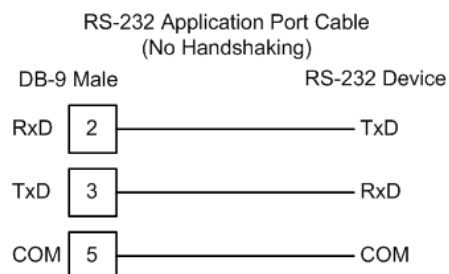 RS-232 Application Port Cable
(No Handshaking)
DB-9 Male RS-232 Device
RxD 2 TxD
TxD 3 RxD
COM 5 COM